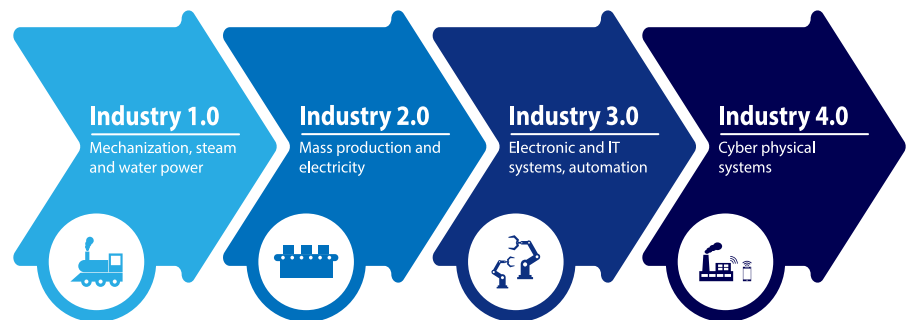 Industry 1.0
Mechanization, steam
and water power
Industry 2.0
Mass production and
electricity
Industry 3.0
Electronic and IT
systems, automation
Industry 4.0
Cyber physical
systems